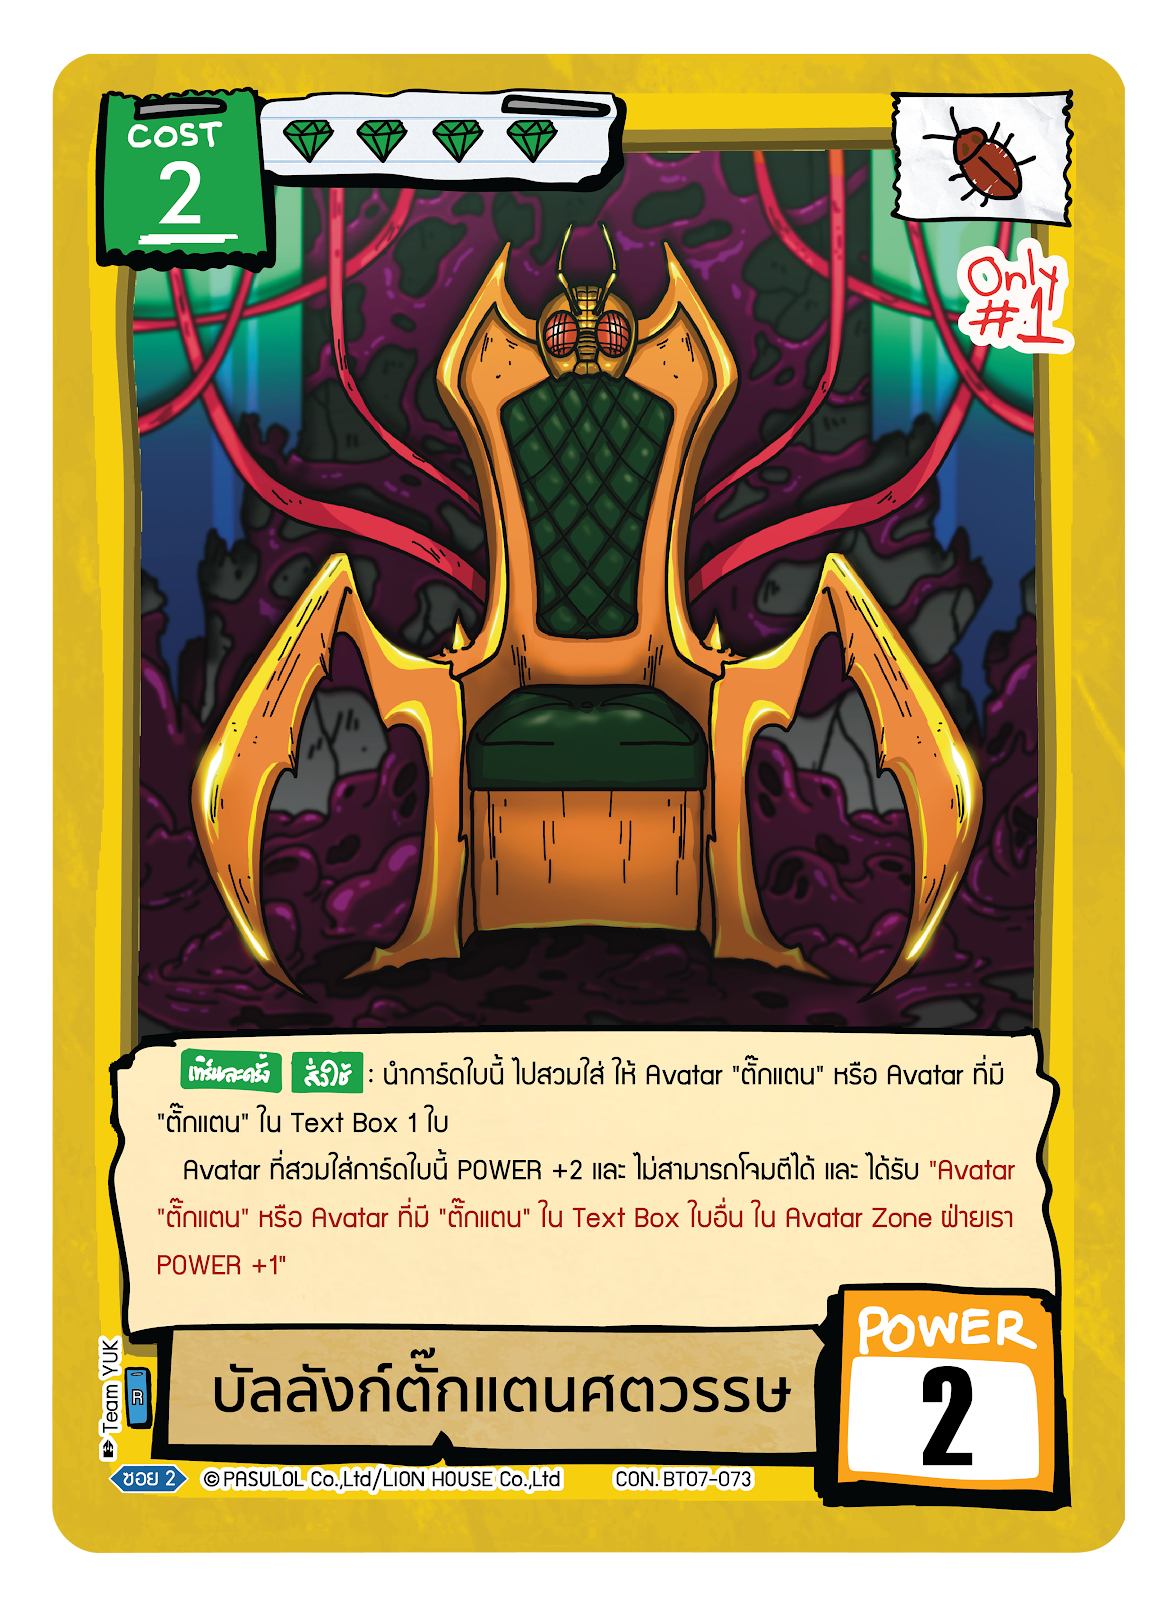 COST
2
Only
#1
เทิร์นละครั้ง สั่งใช้ : นำการ์ดใบนี้ ไปสวมใส่ ให้ Avatar "ตั๊กแตน" หรือ Avatar ที่มี
"ตั๊กแตน" ใน Text Box 1 ใบ
Avatar ที่สวมใส่การ์ดใบนี้ POWER +2 และ ไม่สามารถโจมตีได้ และ ได้รับ "Avatar
"ตั๊กแตน" หรือ Avatar ที่มี "ตั๊กแตน" ใน Text Box ใบอื่น ใน Avatar Zone ฝ่ายเรา
POWER +1"
POWER
2
บัลลังก์ตั๊กแตนศตวรรษ
Team YUK
R
ซอย 2
© PASULOL Co.,Ltd/LION HOUSE Co.,Ltd
CON. BT07-073